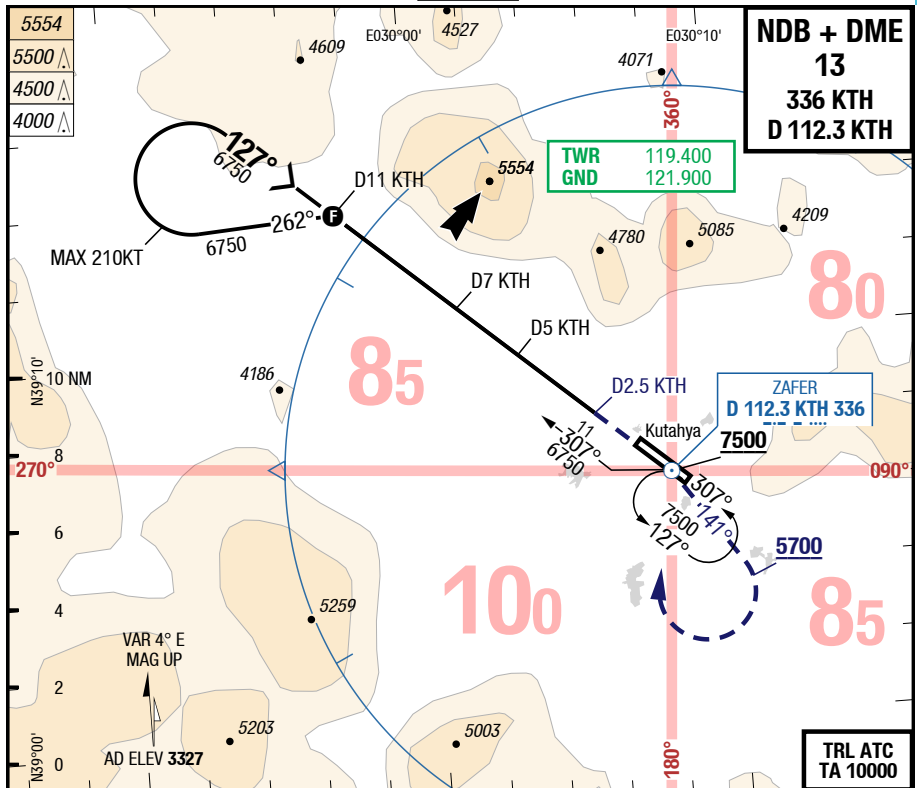 5554
5500
4500
4000
4609
E030°00'
4527
E030°10'
4071
NDB + DME
13
336 KTH
D 112.3 KTH
360°
TWR 119.400
GND 121.900
127°
6750
D11 KTH
F
262°
6750
MAX 210KT
5554
4780
5085
4209
80
D7 KTH
D5 KTH
85
4186
N39°10'
10 NM
D2.5 KTH
ZAFER
D 112.3 KTH 336
Kutahya
7500
11
307°
6750
8
270°
090°
307°
7500
141°
127°
5700
6
100
85
4
5259
VAR 4° E
MAG UP
2
5203
5003
AD ELEV 3327
N39°00'
0
180°
TRL ATC
TA 10000